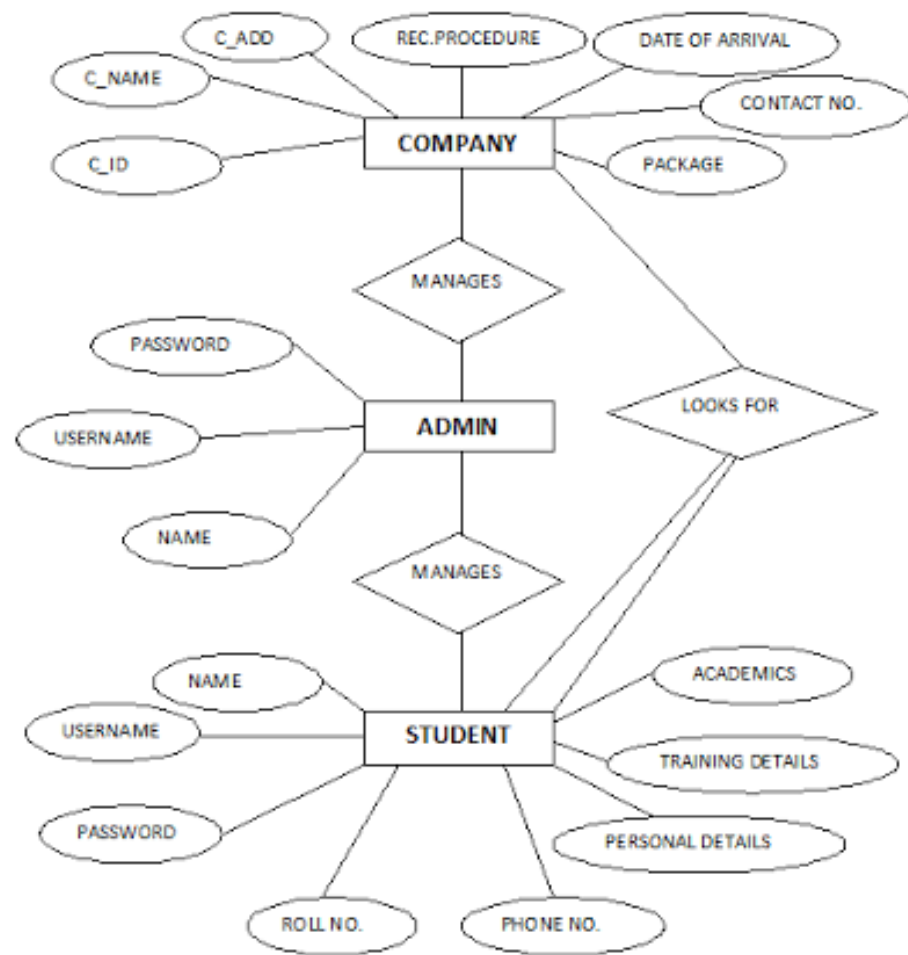 C_ADD
REC.PROCEDURE
DATE OF ARRIVAL
C_NAME
CONTACT NO.
COMPANY
C_ID
PACKAGE
MANAGES
PASSWORD
LOOKS FOR
ADMIN
USERNAME
NAME
MANAGES
NAME
ACADEMICS
USERNAME
STUDENT
TRAINING DETAILS
PASSWORD
PERSONAL DETAILS
ROLL NO.
PHONE NO.